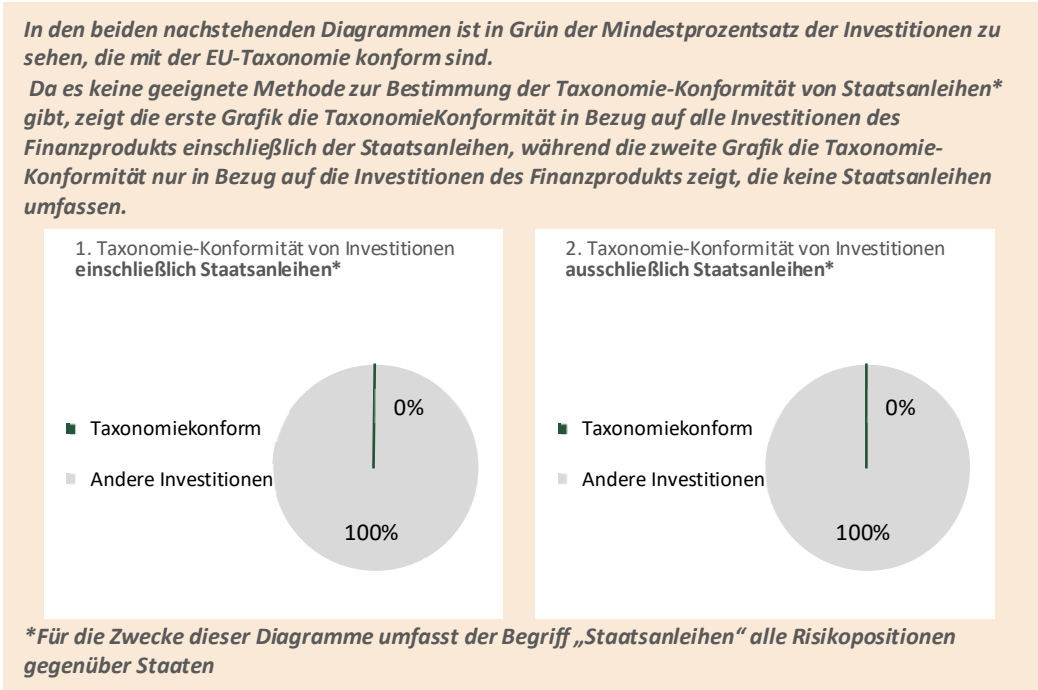 In den beiden nachstehenden Diagrammen ist in Grün der Mindestprozentsatz der Investitionen zu
sehen, die mit der EU-Taxonomie konform sind.
Da es keine geeignete Methode zur Bestimmung der Taxonomie-Konformität von Staatsanleihen*
gibt, zeigt die erste Grafik die TaxonomieKonformität in Bezug auf alle Investitionen des
Finanzprodukts einschließlich der Staatsanleihen, während die zweite Grafik die Taxonomie-
Konformität nur in Bezug auf die Investitionen des Finanzprodukts zeigt, die keine Staatsanleihen
umfassen.
1. Taxonomie-Konformität von Investitionen
einschließlich Staatsanleihen*
0%
Taxonomiekonform
Andere Investitionen
100%
2. Taxonomie-Konformität von Investitionen
ausschließlich Staatsanleihen*
0%
Taxonomiekonform
Andere Investitionen
100%
*Für die Zwecke dieser Diagramme umfasst der Begriff „Staatsanleihen“ alle Risikopositionen
gegenüber Staaten